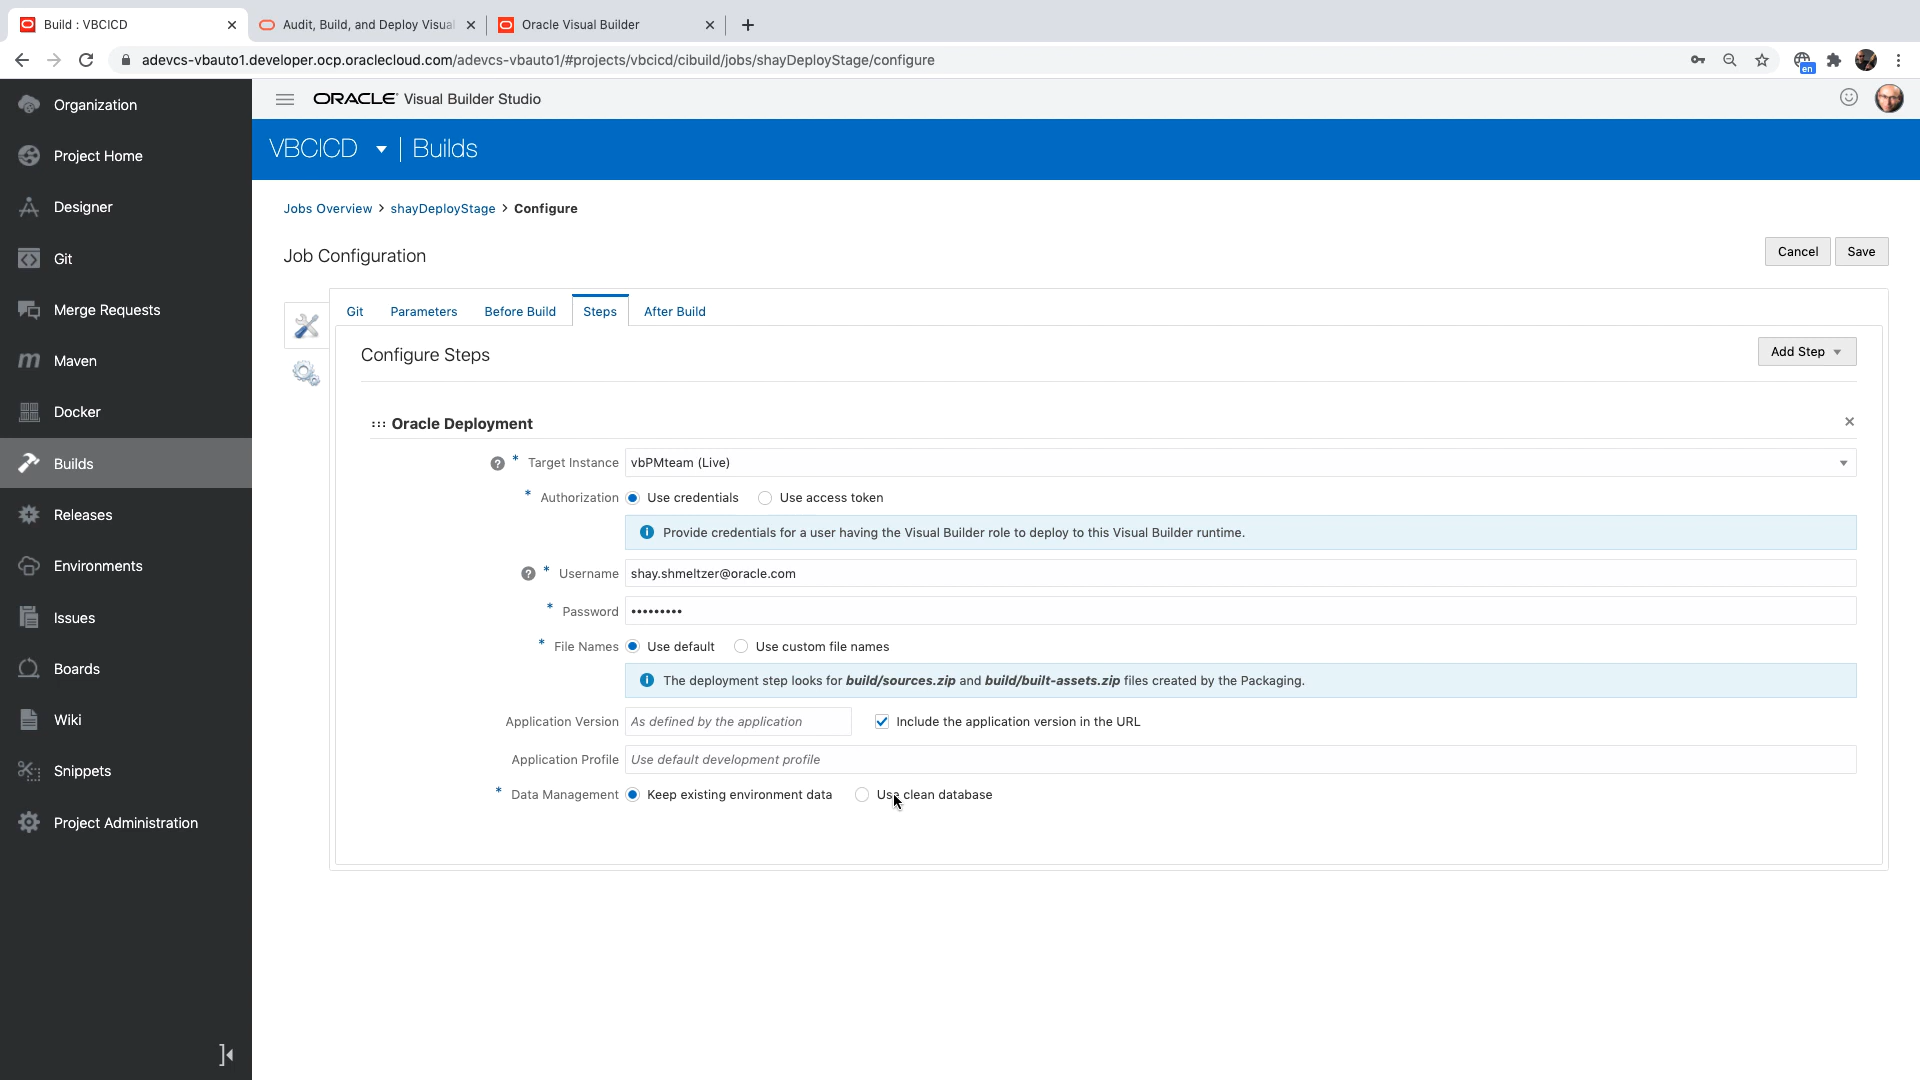 Build : VBCICD
Audit, Build, and Deploy Visual
Oracle Visual Builder
adevcs-vbauto1.developer.ocp.oraclecloud.com/adevcs-vbauto1/#projects/vbcicd/cibuild/jobs/shayDeployStage/configure
en
Organization
Project Home
Designer
Git
Merge Requests
Maven
Docker
Builds
Releases
Environments
Issues
Boards
Wiki
Snippets
Project Administration
ORACLE Visual Builder Studio
VBCICD | Builds
Jobs Overview > shayDeployStage > Configure
Job Configuration
Cancel Save
Git Parameters Before Build Steps After Build
Configure Steps
Add Step
Oracle Deployment
* Target Instance vbPMteam (Live)
* Authorization Use credentials Use access token
Provide credentials for a user having the Visual Builder role to deploy to this Visual Builder runtime.
* Username shay.shmeltzer@oracle.com
* Password •••••••••
* File Names Use default Use custom file names
The deployment step looks for build/sources.zip and build/built-assets.zip files created by the Packaging.
Application Version As defined by the application Include the application version in the URL
Application Profile Use default development profile
* Data Management Keep existing environment data Use clean database